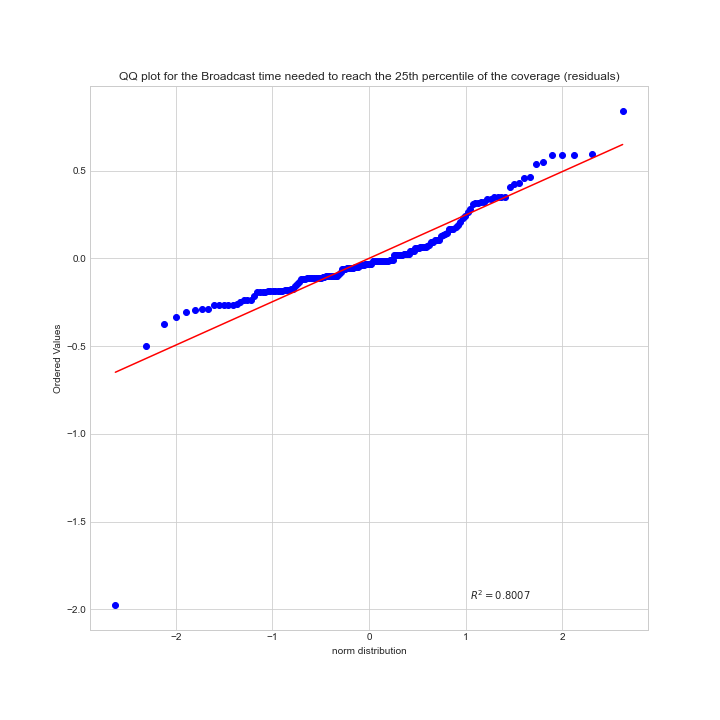 QQ plot for the Broadcast time needed to reach the 25th percentile of the coverage (residuals)
0.5
0.0
−0.5
−1.0
−1.5
−2.0
Ordered Values
R² = 0.8007
−2
−1
0
1
2
norm distribution